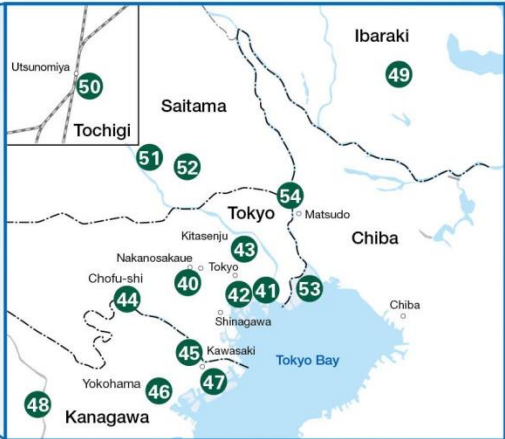 Ibaraki
49
Utsunomiya
50
Tochigi
Saitama
51
52
54
Tokyo
Matsudo
Kitasenju
43
Chiba
Nakanosakaue
Tokyo
Chofu-shi
40
42
41
53
44
Shinagawa
Chiba
45
Kawasaki
Tokyo Bay
Yokohama
46
47
48
Kanagawa